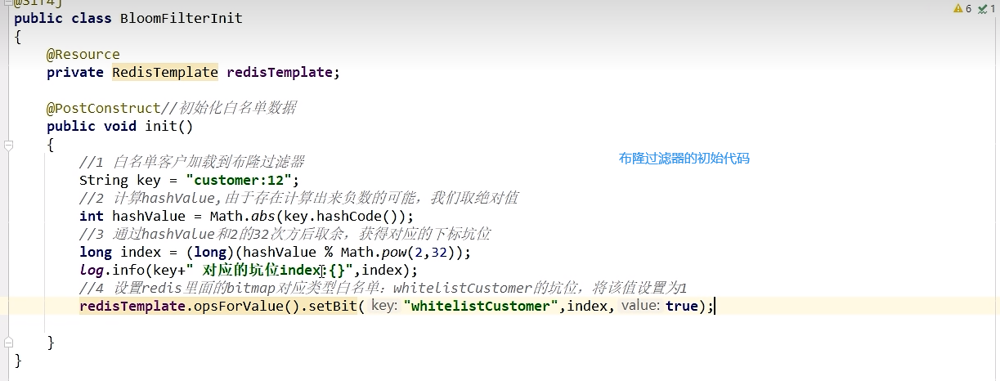 @Slf4j
6 1
public class BloomFilterInit
{
@Resource
private RedisTemplate redisTemplate;
@PostConstruct//初始化白名单数据
public void init()
{
//1 白名单客户加载到布隆过滤器
布隆过滤器的初始代码
String key = "customer:12";
//2 计算hashValue,由于存在计算出来负数的可能，我们取绝对值
int hashValue = Math.abs(key.hashCode());
//3 通过hashValue和2的32次方后取余，获得对应的下标坑位
long index = (long)(hashValue % Math.pow(2,32));
log.info(key+" 对应的坑位index:{}",index);
//4 设置redis里面的bitmap对应类型白名单：whitelistCustomer的坑位，将该值设置为1
redisTemplate.opsForValue().setBit( key: "whitelistCustomer",index, value: true);
}
}